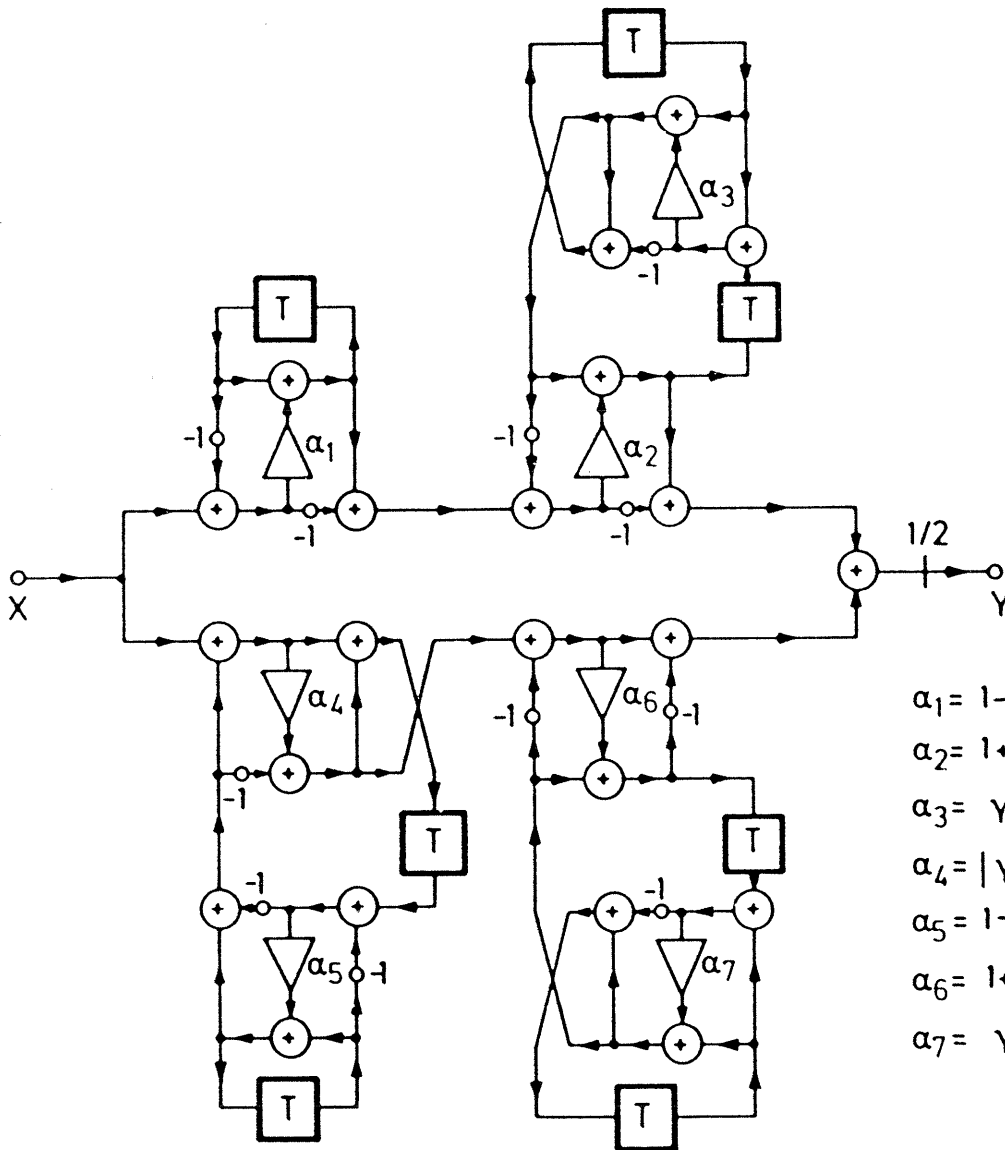 T
α3
-1
T
T
-1
α1
-1
-1
α2
-1
1/2
X
Y
α4
-1
-1
α6
-1
T
T
-1
α5
-1
-1
α7
T
T
α1 = 1-
α2 = 1+
α3 = γ
α4 = |γ
α5 = 1-
α6 = 1+
α7 = γ